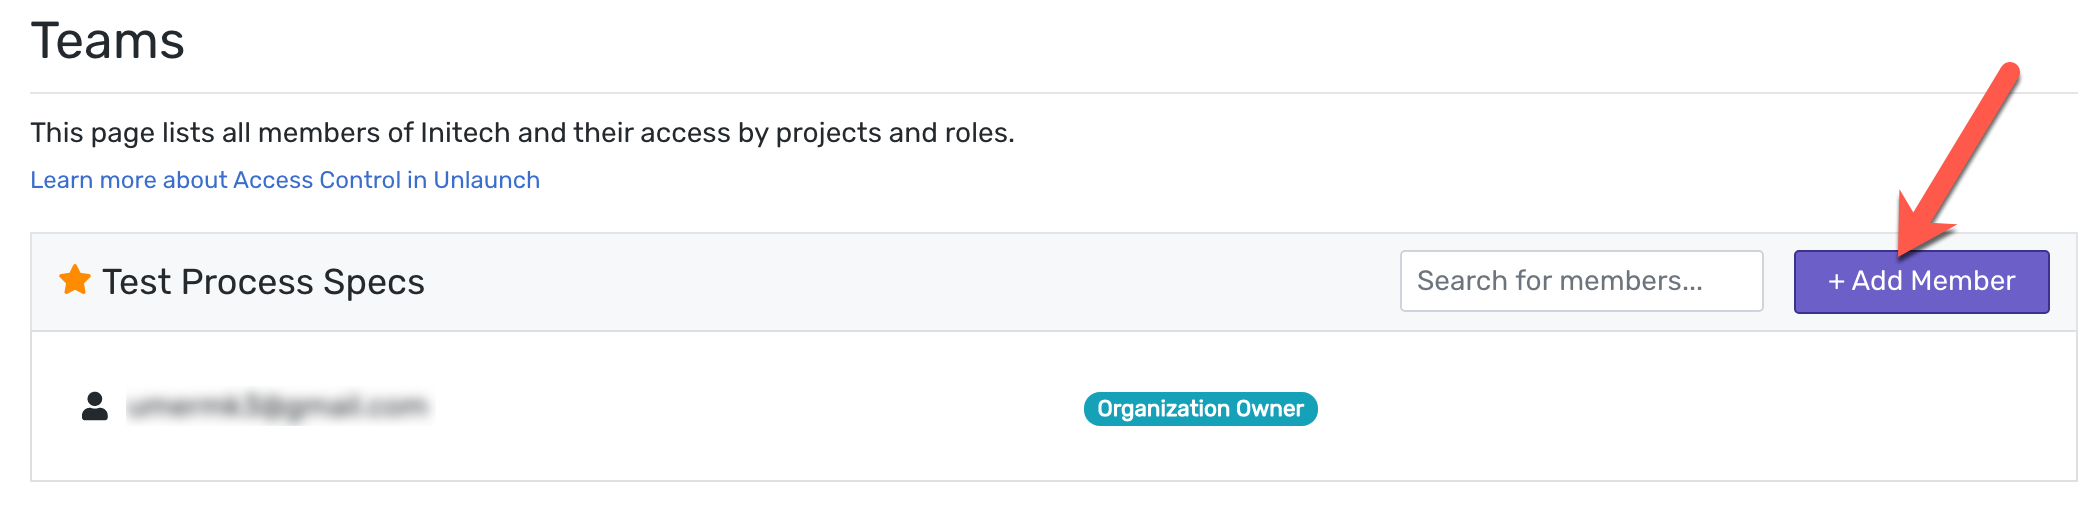 Teams
This page lists all members of Initech and their access by projects and roles.
Learn more about Access Control in Unlaunch
Test Process Specs
Search for members...
+ Add Member
Organization Owner